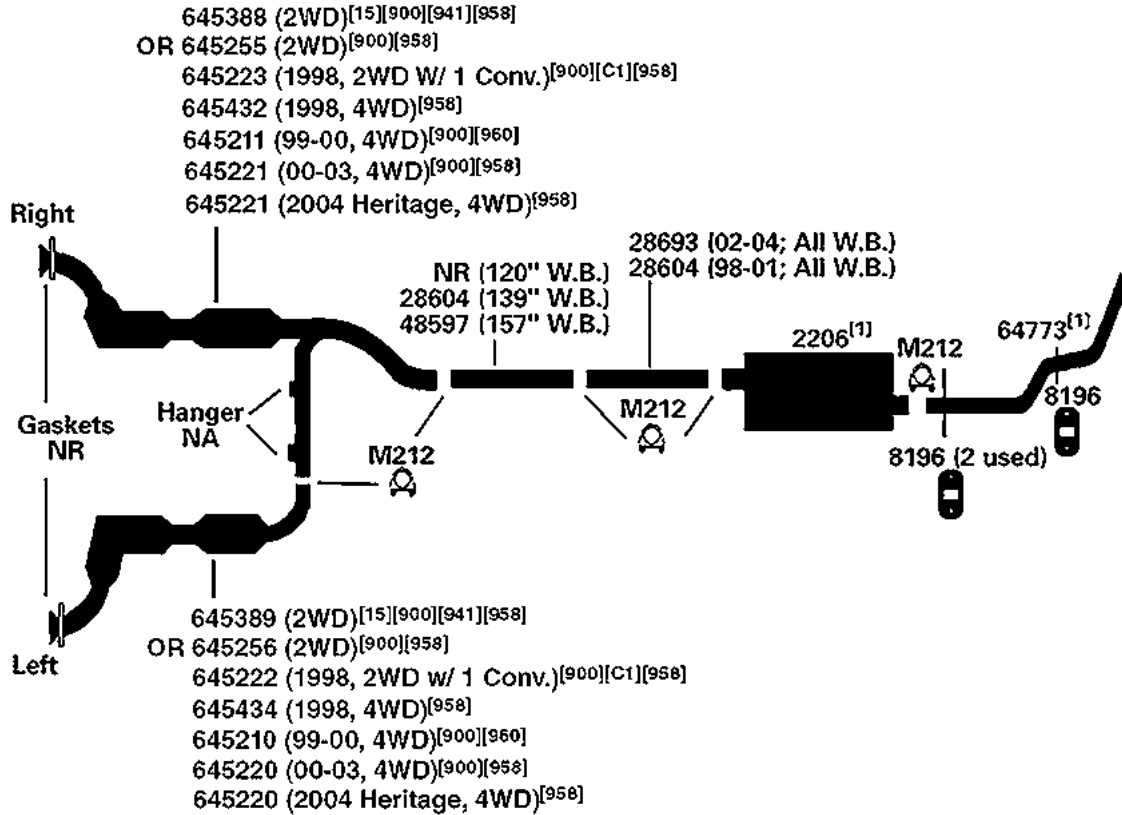 645388 (2WD)[15][900][941][958]
OR 645255 (2WD)[900][958]
645223 (1998, 2WD W/ 1 Conv.)[900][C1][958]
645432 (1998, 4WD)[958]
645211 (99-00, 4WD)[900][960]
645221 (00-03, 4WD)[900][958]
645221 (2004 Heritage, 4WD)[958]
Right
28693 (02-04; All W.B.)
NR (120" W.B.)
28604 (98-01; All W.B.)
28604 (139" W.B.)
48597 (157" W.B.)
2206[1]
64773[1]
M212
8196
Hanger
NA
M212
Gaskets
NR
M212
8196 (2 used)
645389 (2WD)[15][900][941][958]
OR 645256 (2WD)[900][958]
Left
645222 (1998, 2WD w/ 1 Conv.)[900][C1][958]
645434 (1998, 4WD)[958]
645210 (99-00, 4WD)[900][960]
645220 (00-03, 4WD)[900][958]
645220 (2004 Heritage, 4WD)[958]